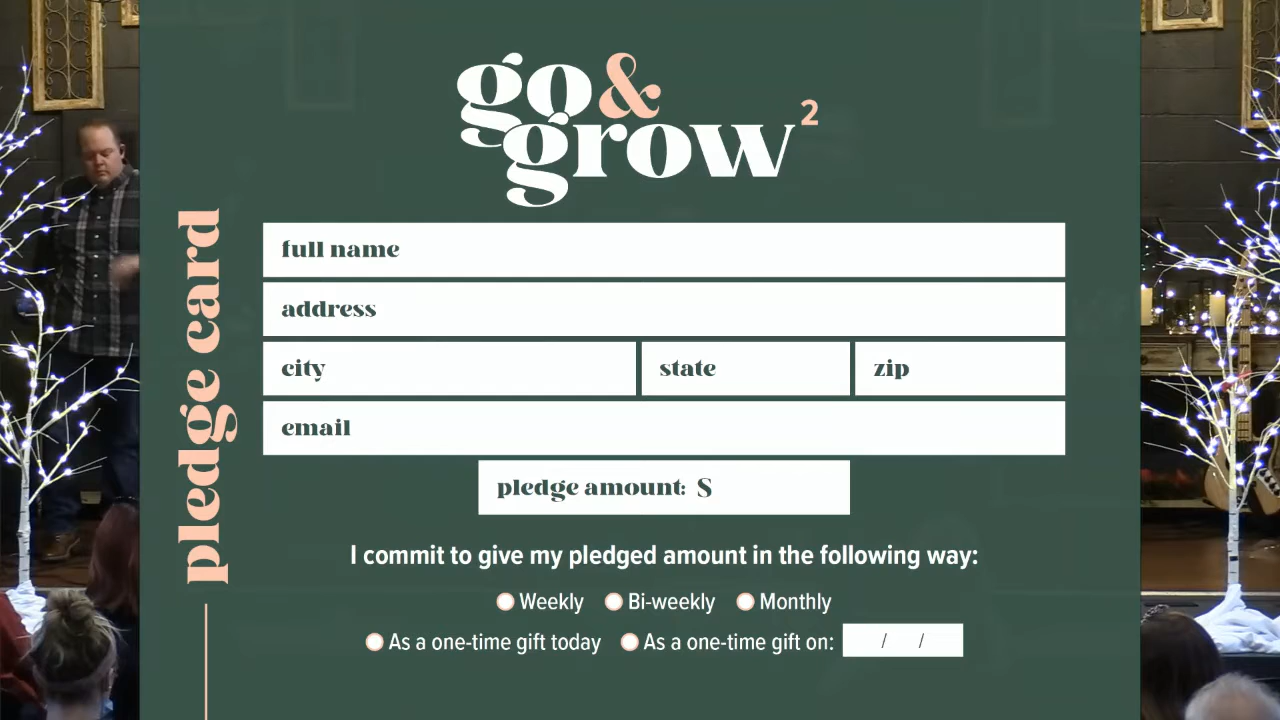 go&
grow²
pledge card
full name
address
city state zip
email
pledge amount: $
I commit to give my pledged amount in the following way:
Weekly Bi-weekly Monthly
As a one-time gift today As a one-time gift on: / /